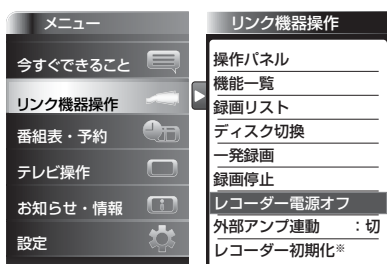 メニュー
今すぐできること
リンク機器操作
番組表・予約
テレビ操作
お知らせ・情報
設定
リンク機器操作
操作パネル
機能一覧
録画リスト
ディスク切換
一発録画
録画停止
レコーダー電源オフ
外部アンプ連動 ：切
レコーダー初期化※